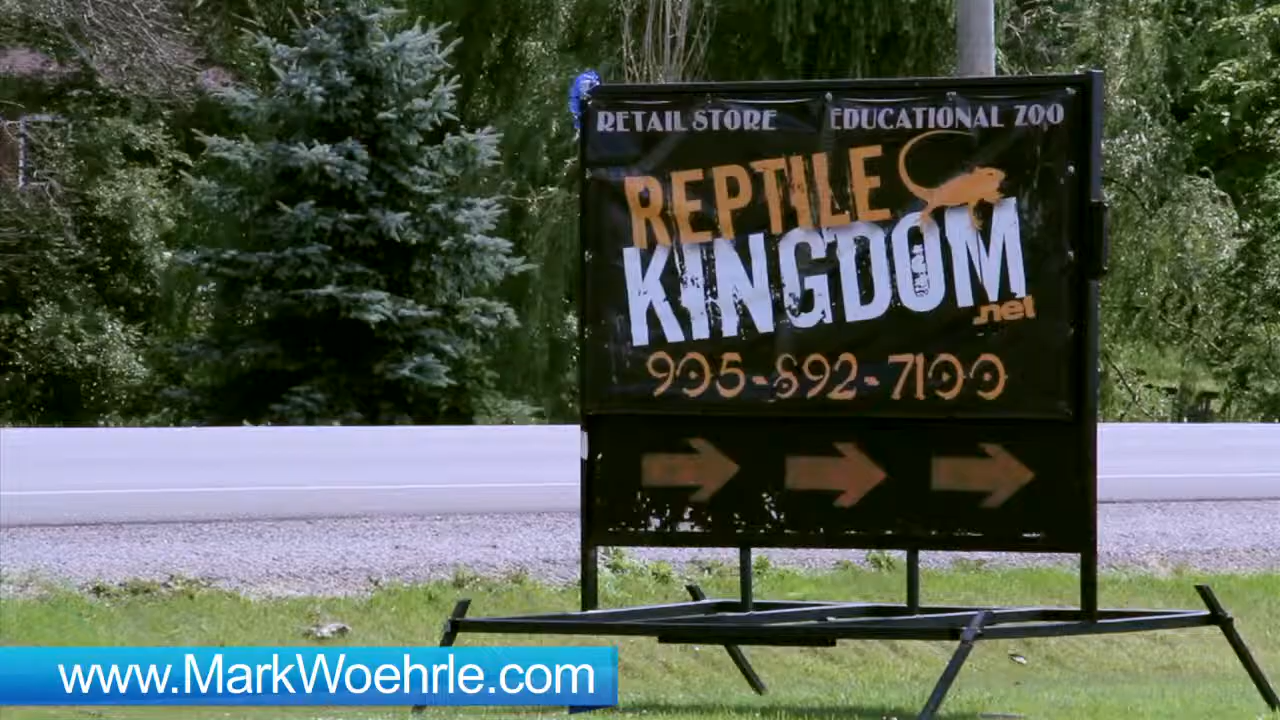 RETAIL STORE EDUCATIONAL ZOO
REPTILE
KINGDOM
.net
905-892-7100
www.MarkWoehrle.com